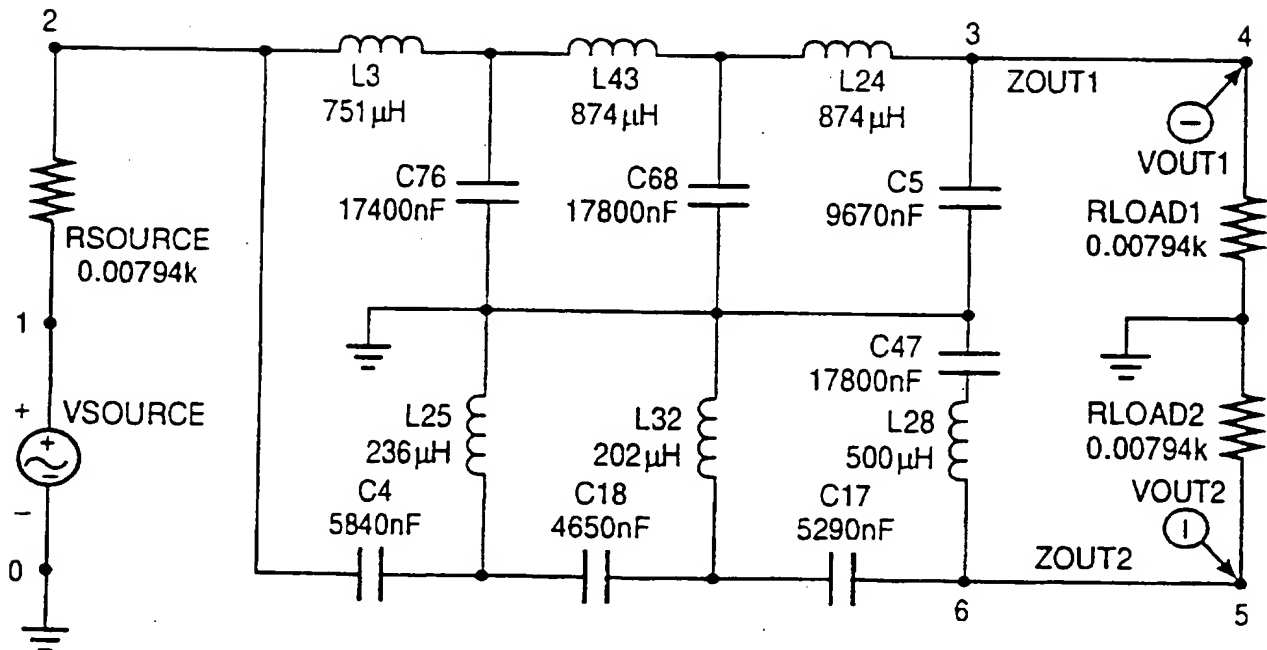 2
3
4
L3
751µH
L43
874µH
L24
874µH
ZOUT1
VOUT1
C76
17400nF
C68
17800nF
C5
9670nF
RLOAD1
0.00794k
RSOURCE
0.00794k
1
C47
17800nF
+
VSOURCE
+
−
−
0
L25
236µH
L32
202µH
L28
500µH
RLOAD2
0.00794k
C4
5840nF
C18
4650nF
C17
5290nF
VOUT2
ZOUT2
6
5